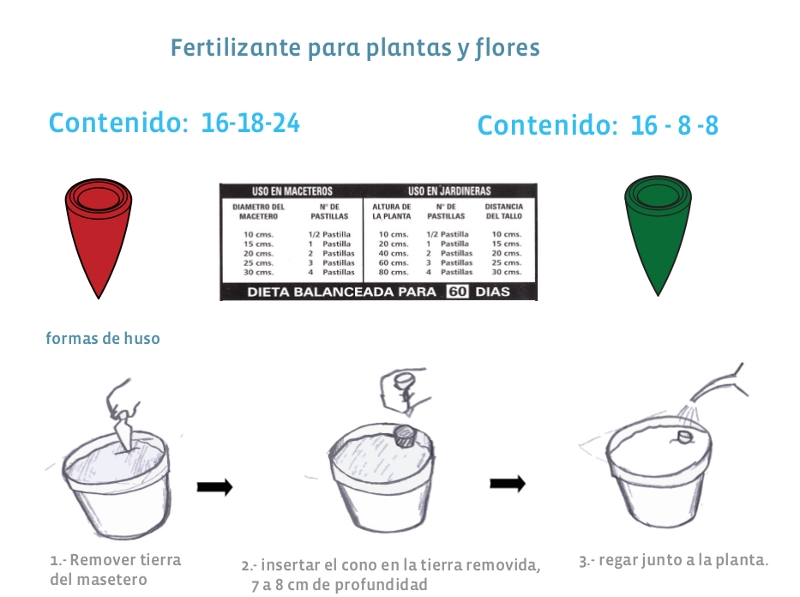 Fertilizante para plantas y flores
Contenido: 16-18-24
Contenido: 16 - 8 -8
USO EN MACETEROS
USO EN JARDINERAS
DIAMETRO DEL MACETERO
N° DE PASTILLAS
ALTURA DE LA PLANTA
N° DE PASTILLAS
DISTANCIA DEL TALLO
10 cms. 1/2 Pastilla 10 cms. 1/2 Pastilla 10 cms.
15 cms. 1 Pastilla 20 cms. 1 Pastilla 15 cms.
20 cms. 2 Pastillas 40 cms. 2 Pastillas 20 cms.
25 cms. 3 Pastillas 60 cms. 3 Pastillas 25 cms.
30 cms. 4 Pastillas 80 cms. 4 Pastillas 30 cms.
DIETA BALANCEADA PARA 60 DIAS
formas de huso
1.- Remover tierra
del masetero
2.- insertar el cono en la tierra removida,
7 a 8 cm de profundidad
3.- regar junto a la planta.